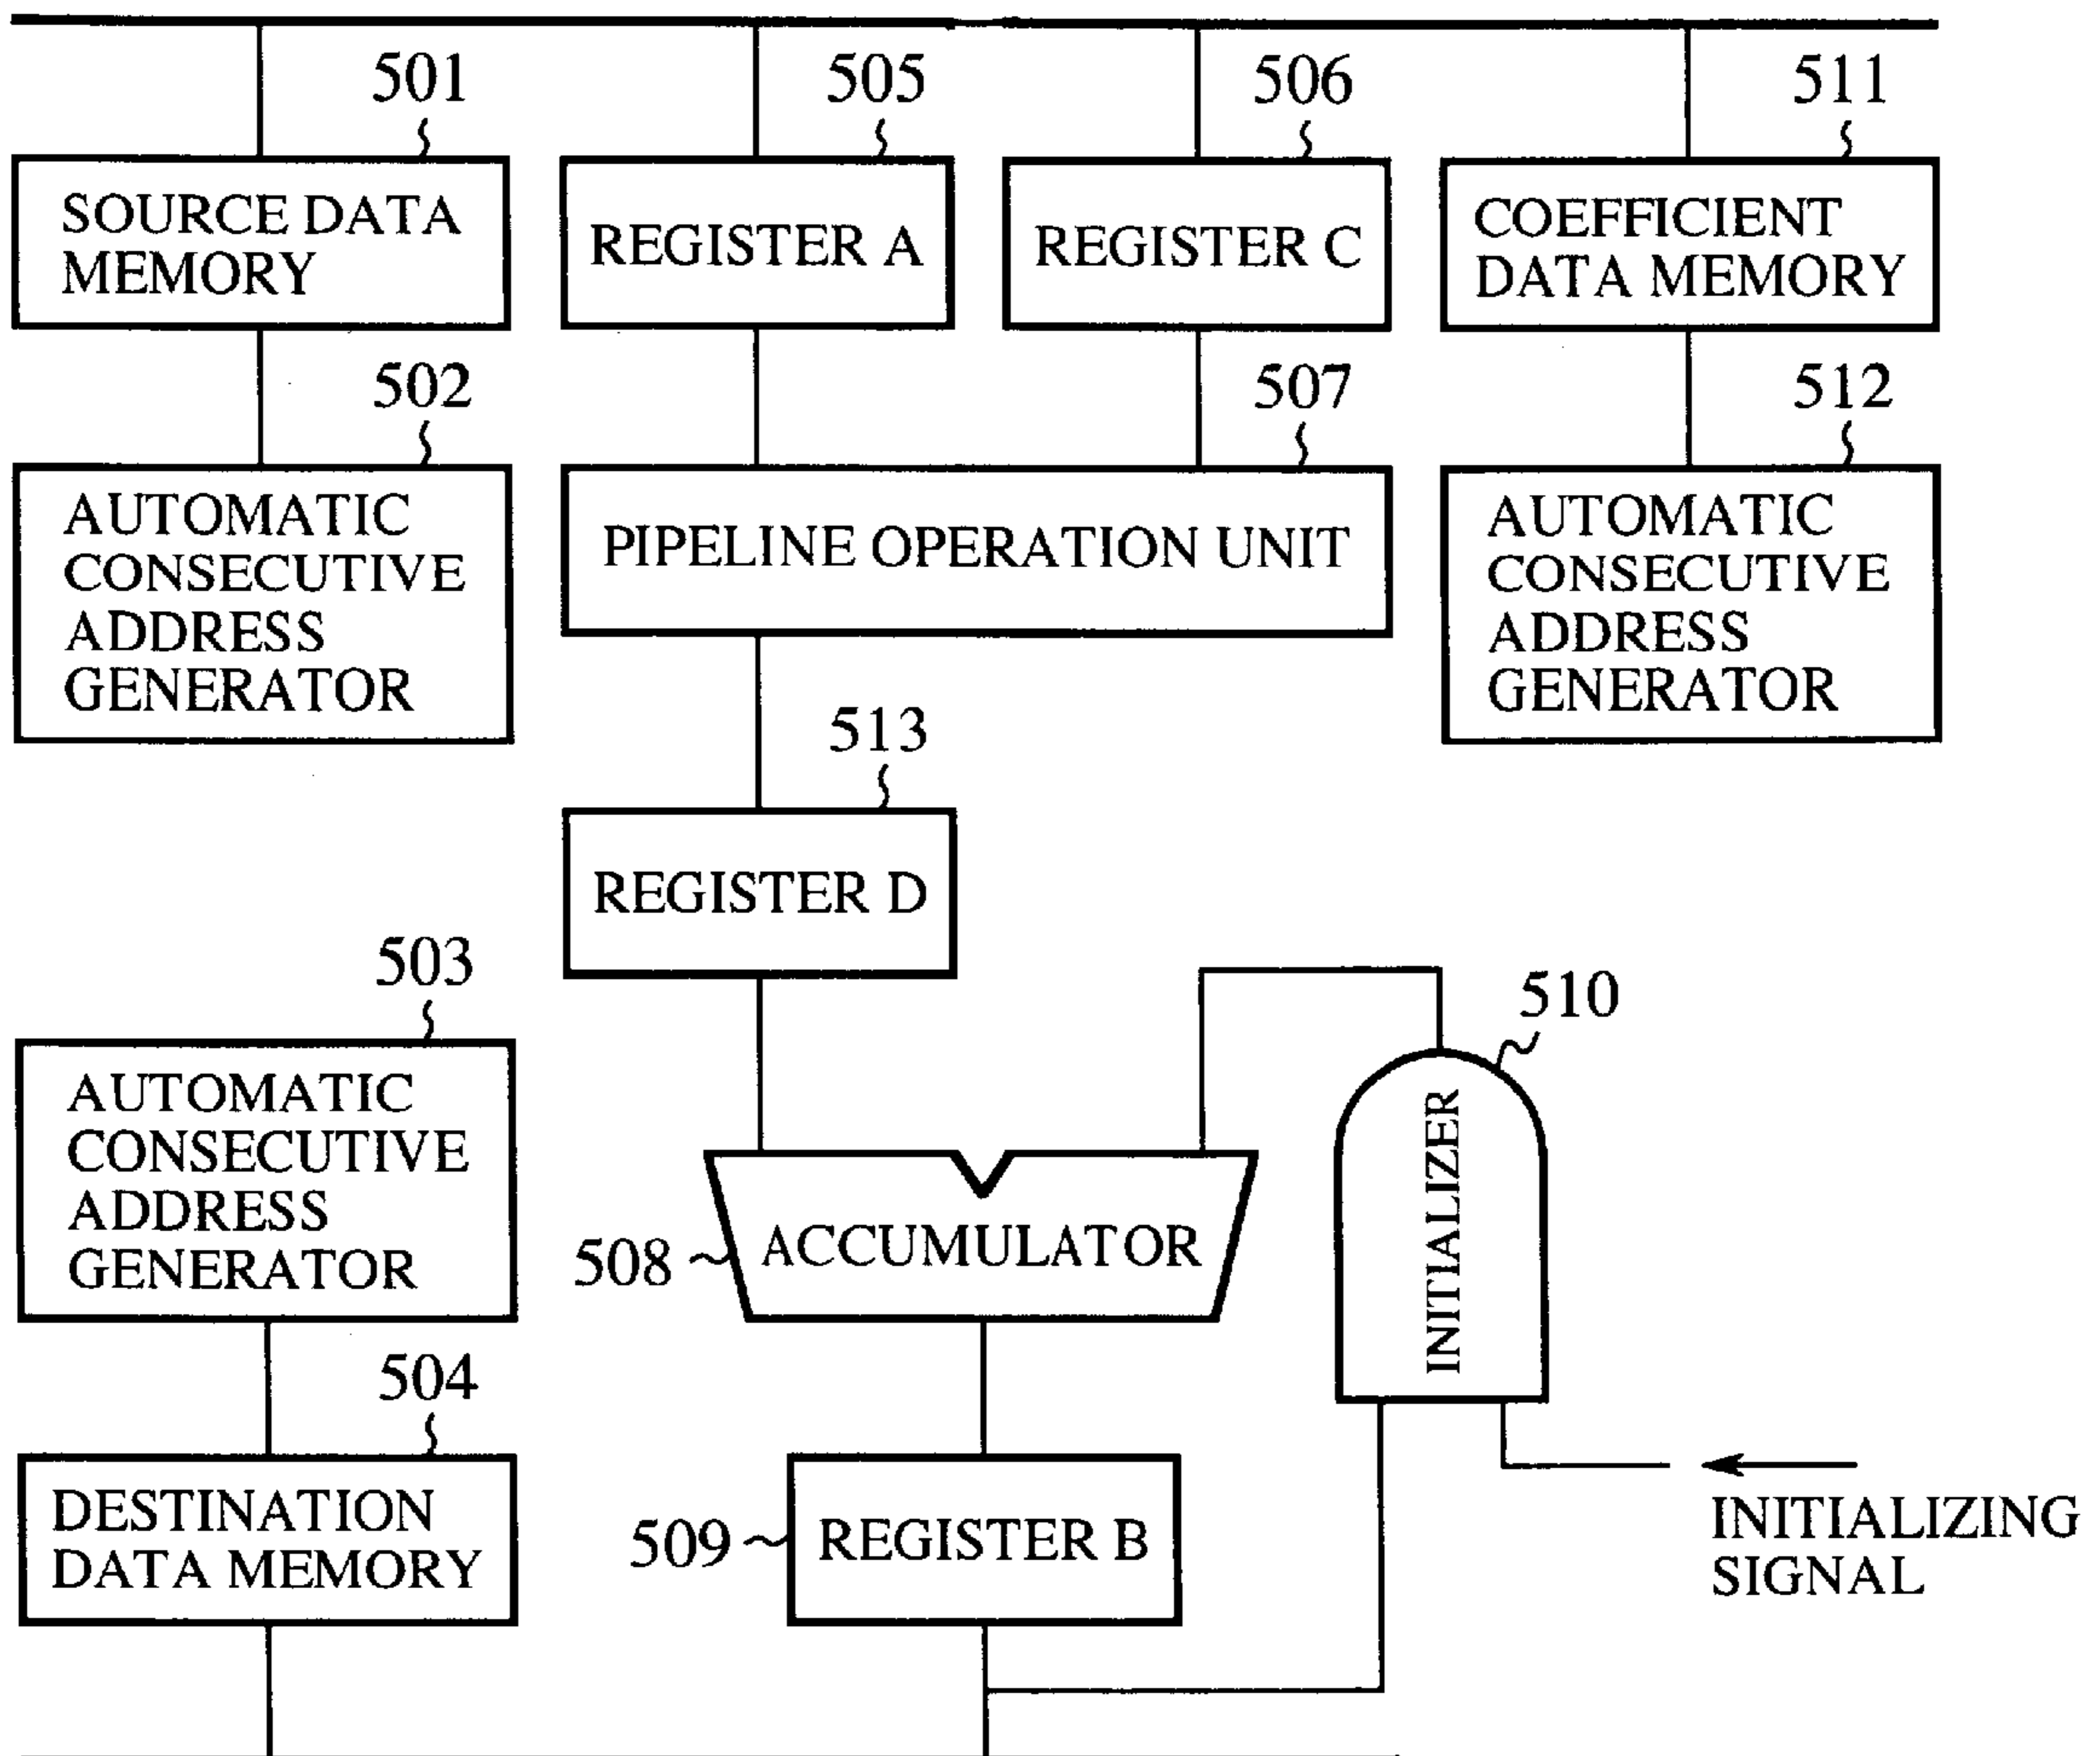 501
505
506
511
SOURCE DATA
MEMORY
REGISTER A
REGISTER C
COEFFICIENT
DATA MEMORY
502
507
512
AUTOMATIC
CONSECUTIVE
ADDRESS
GENERATOR
PIPELINE OPERATION UNIT
AUTOMATIC
CONSECUTIVE
ADDRESS
GENERATOR
513
REGISTER D
503
510
AUTOMATIC
CONSECUTIVE
ADDRESS
GENERATOR
508
ACCUMULATOR
INITIALIZER
504
DESTINATION
DATA MEMORY
509
REGISTER B
INITIALIZING
SIGNAL